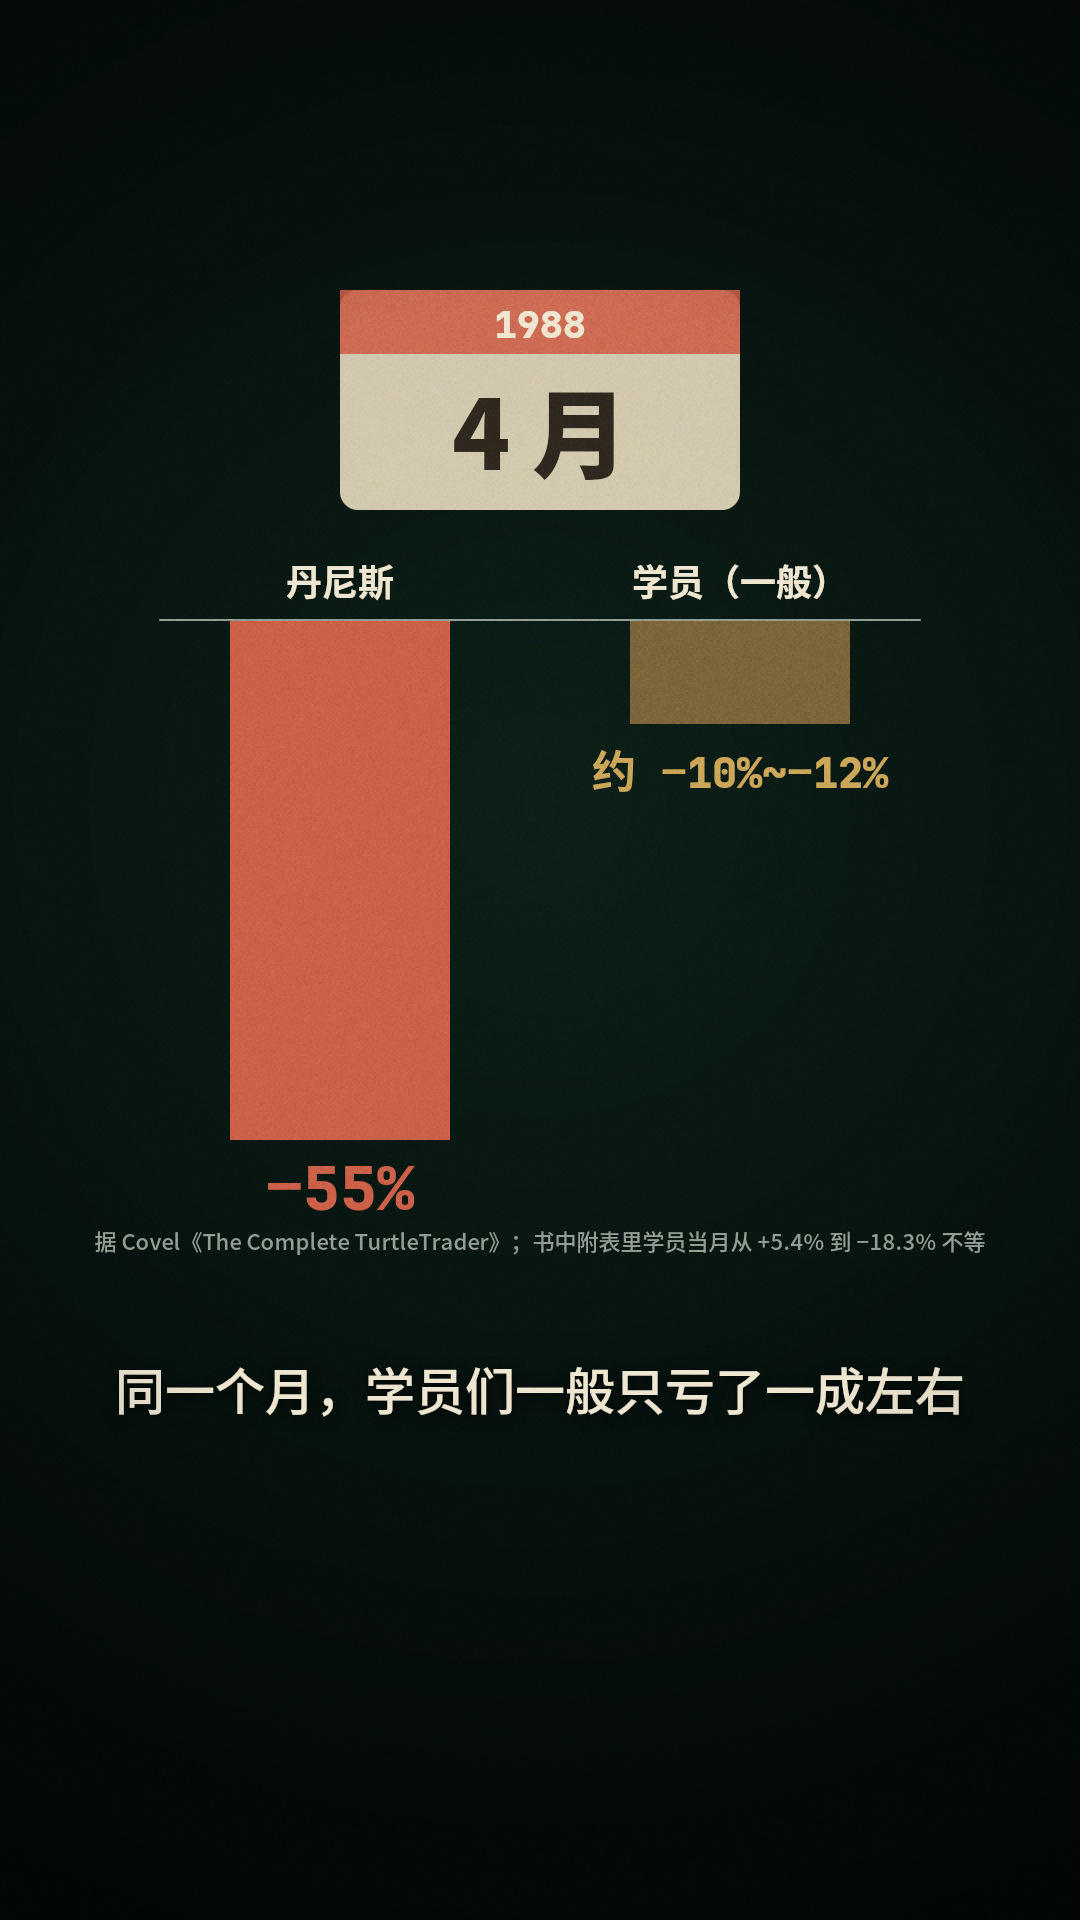 1988
4 月
丹尼斯
学员（一般）
约 −10%~−12%
−55%
据 Covel《The Complete TurtleTrader》；书中附表里学员当月从 +5.4% 到 −18.3% 不等
同一个月，学员们一般只亏了一成左右